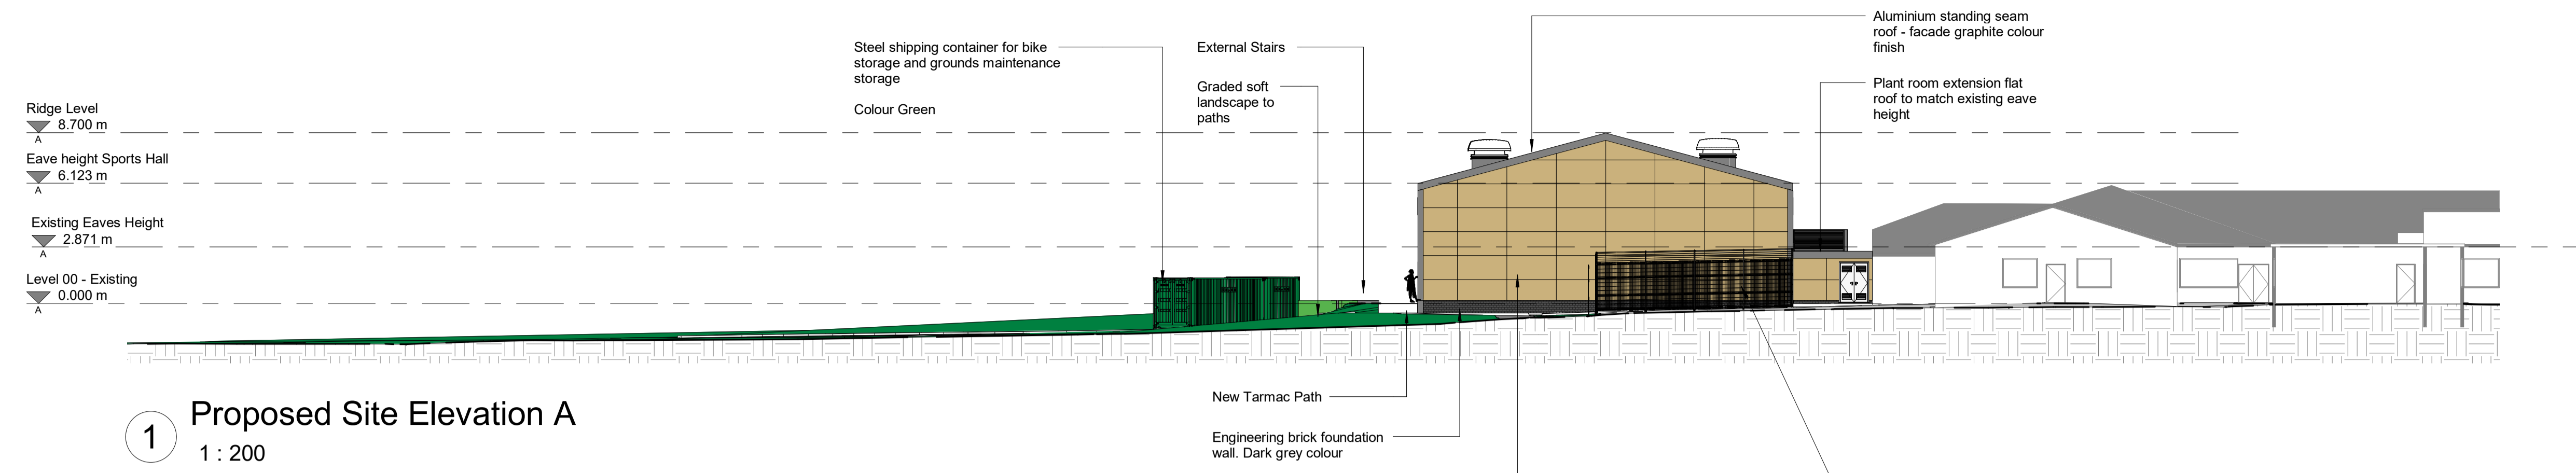 Aluminium standing seam
roof - facade graphite colour
finish
Steel shipping container for bike
storage and grounds maintenance
storage
Colour Green
External Stairs
Graded soft
landscape to
paths
Plant room extension flat
roof to match existing eave
height
Ridge Level
8.700 m
A
Eave height Sports Hall
6.123 m
A
Existing Eaves Height
2.871 m
A
Level 00 - Existing
0.000 m
A
New Tarmac Path
Engineering brick foundation
wall. Dark grey colour
1
Proposed Site Elevation A
1 : 200